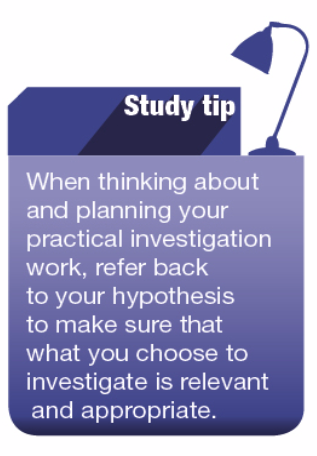 Study tip
When thinking about
and planning your
practical investigation
work, refer back
to your hypothesis
to make sure that
what you choose to
investigate is relevant
and appropriate.